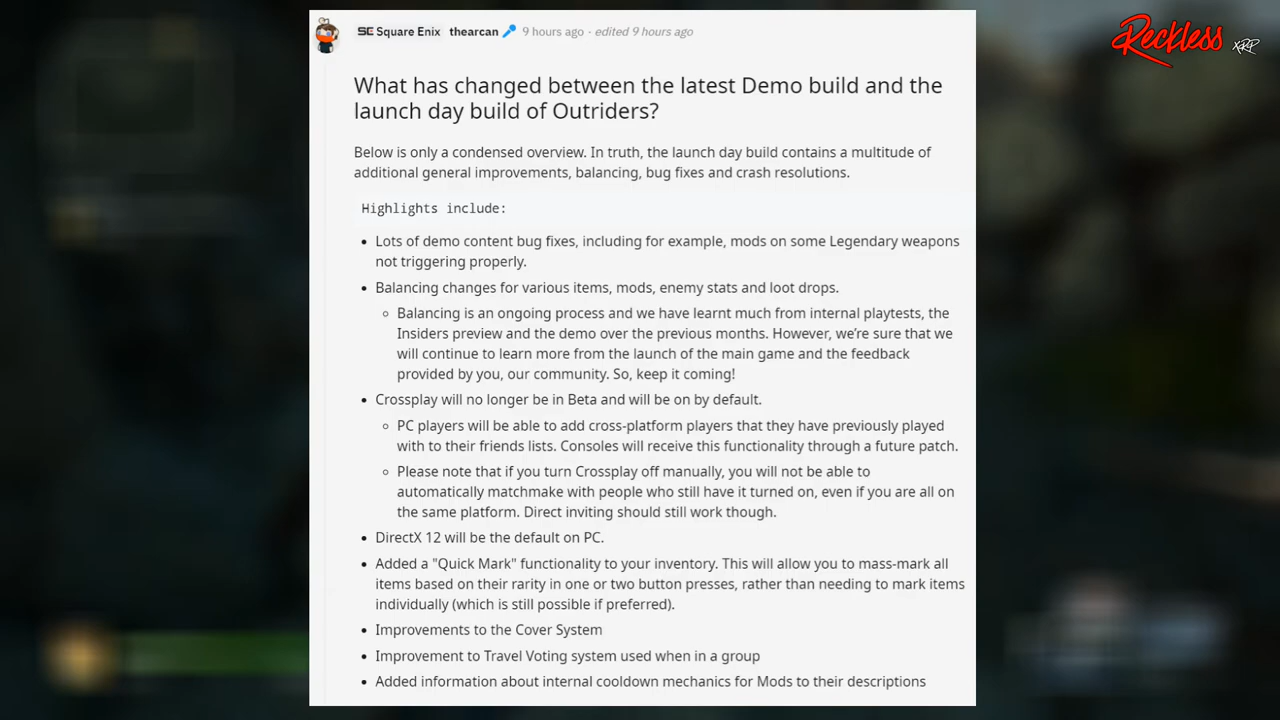 Reckless XRP
SE Square Enix thearcan 9 hours ago · edited 9 hours ago
What has changed between the latest Demo build and the
launch day build of Outriders?
Below is only a condensed overview. In truth, the launch day build contains a multitude of
additional general improvements, balancing, bug fixes and crash resolutions.
Highlights include:
• Lots of demo content bug fixes, including for example, mods on some Legendary weapons
not triggering properly.
• Balancing changes for various items, mods, enemy stats and loot drops.
◦ Balancing is an ongoing process and we have learnt much from internal playtests, the
Insiders preview and the demo over the previous months. However, we’re sure that we
will continue to learn more from the launch of the main game and the feedback
provided by you, our community. So, keep it coming!
• Crossplay will no longer be in Beta and will be on by default.
◦ PC players will be able to add cross-platform players that they have previously played
with to their friends lists. Consoles will receive this functionality through a future patch.
◦ Please note that if you turn Crossplay off manually, you will not be able to
automatically matchmake with people who still have it turned on, even if you are all on
the same platform. Direct inviting should still work though.
• DirectX 12 will be the default on PC.
• Added a "Quick Mark" functionality to your inventory. This will allow you to mass-mark all
items based on their rarity in one or two button presses, rather than needing to mark items
individually (which is still possible if preferred).
• Improvements to the Cover System
• Improvement to Travel Voting system used when in a group
• Added information about internal cooldown mechanics for Mods to their descriptions